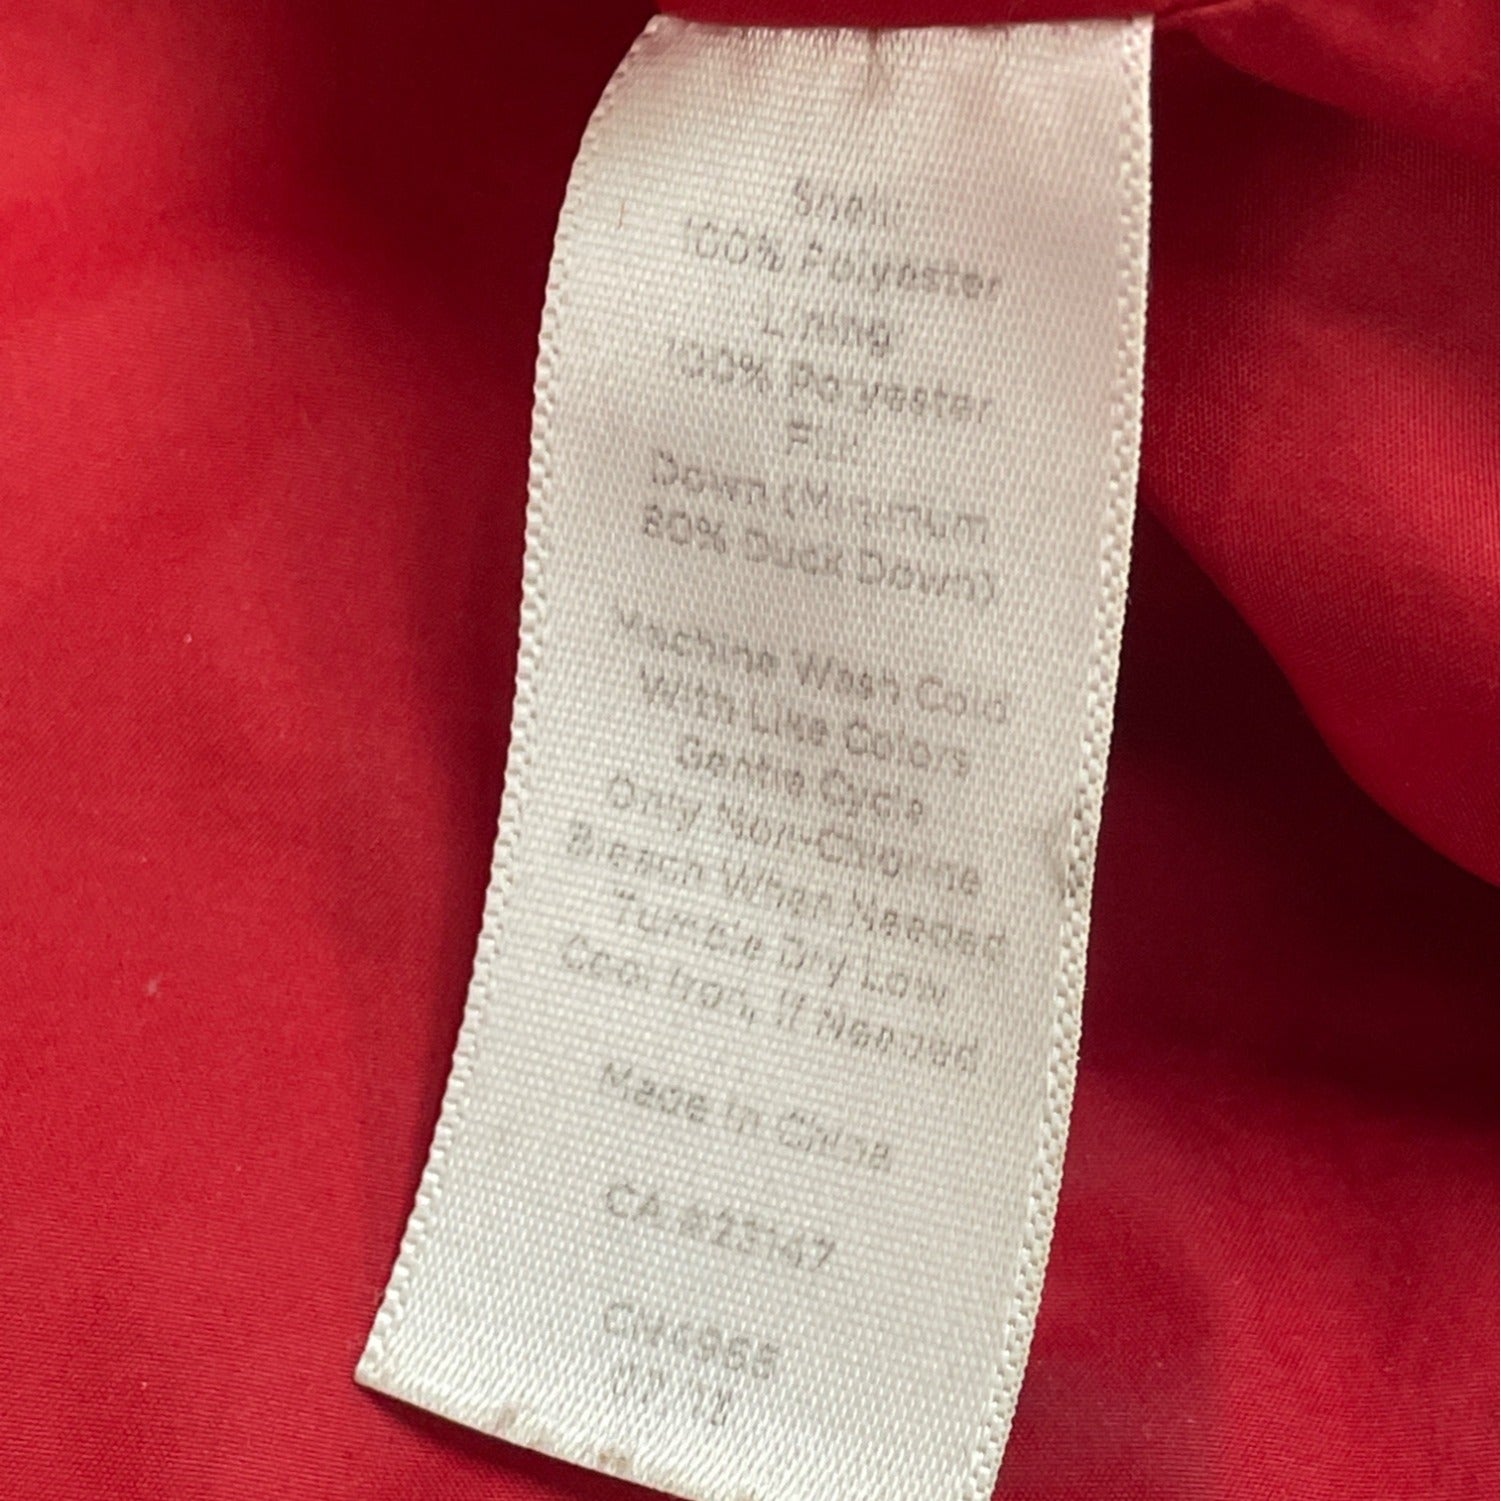 Shell:
100% Polyester
Lining
100% Polyester
Fill:
Down (Minimum
80% Duck Down)
Machine Wash Cold
With Like Colors
Gentle Cycle
Only Non-Chlorine
Bleach When Needed
Tumble Dry Low
Cool Iron, If Needed
Made in China
CA #23147